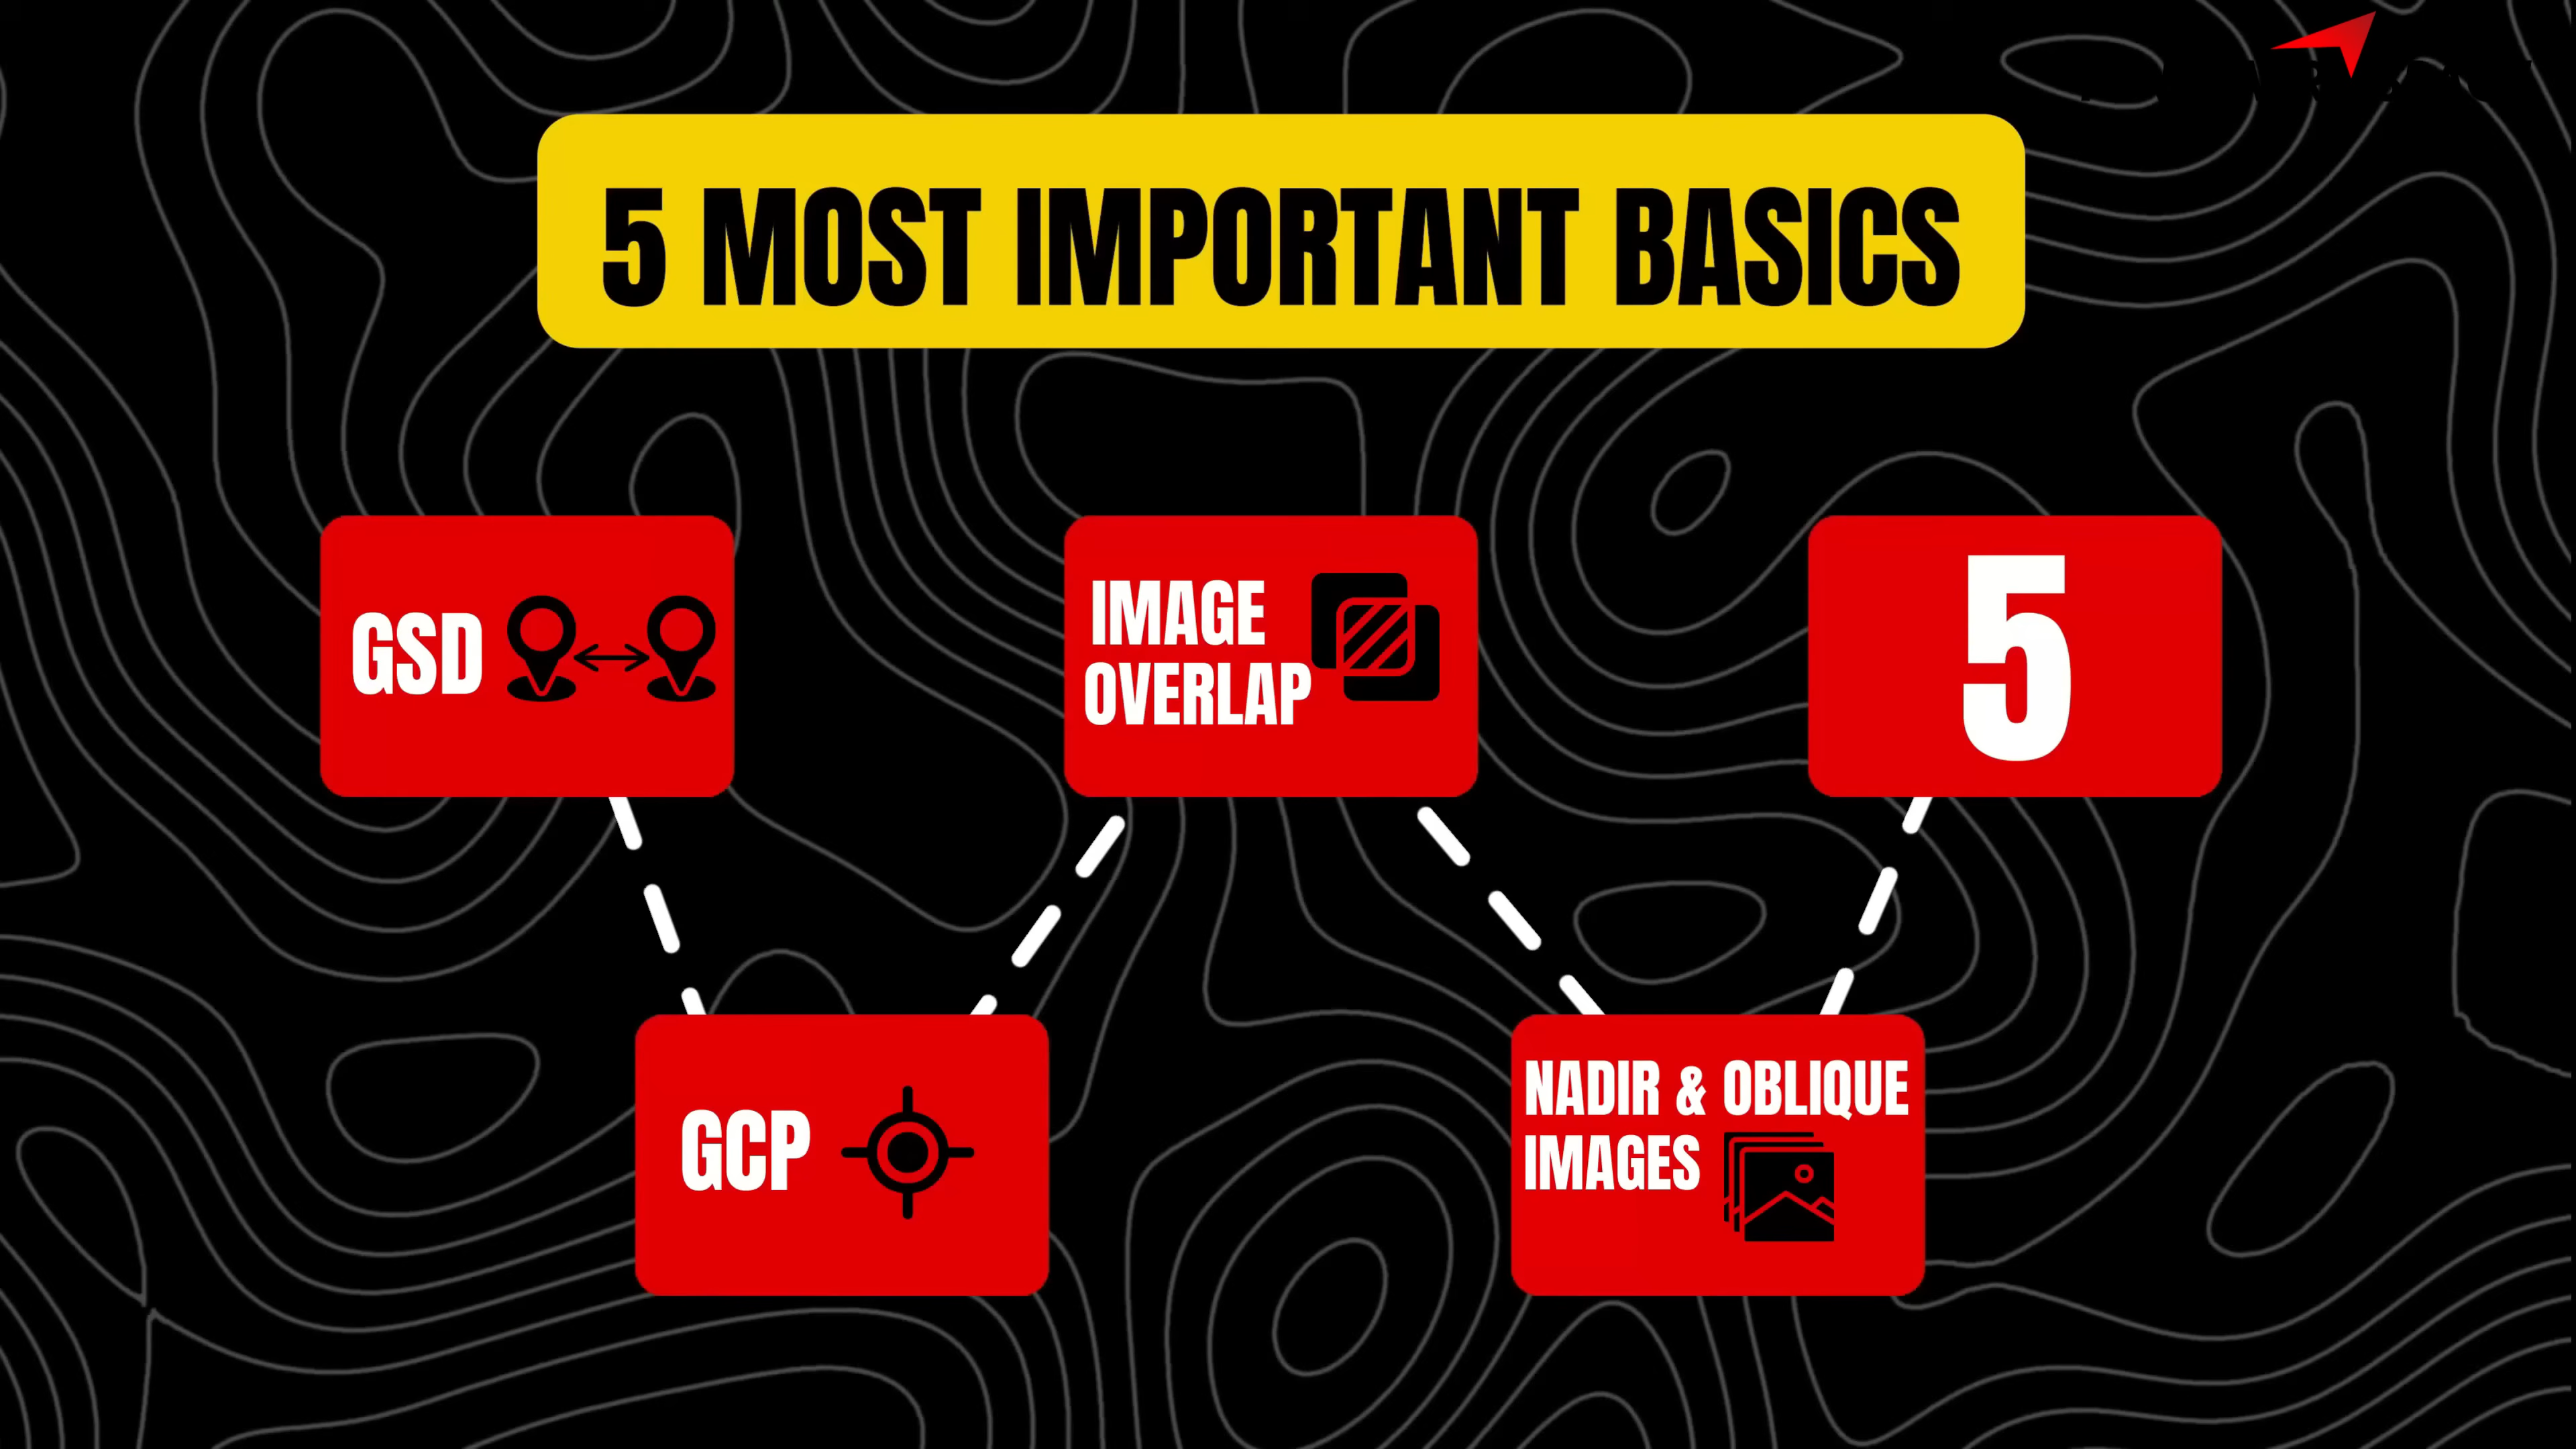 5 MOST IMPORTANT BASICS
GSD
IMAGE
OVERLAP
5
GCP
NADIR & OBLIQUE
IMAGES